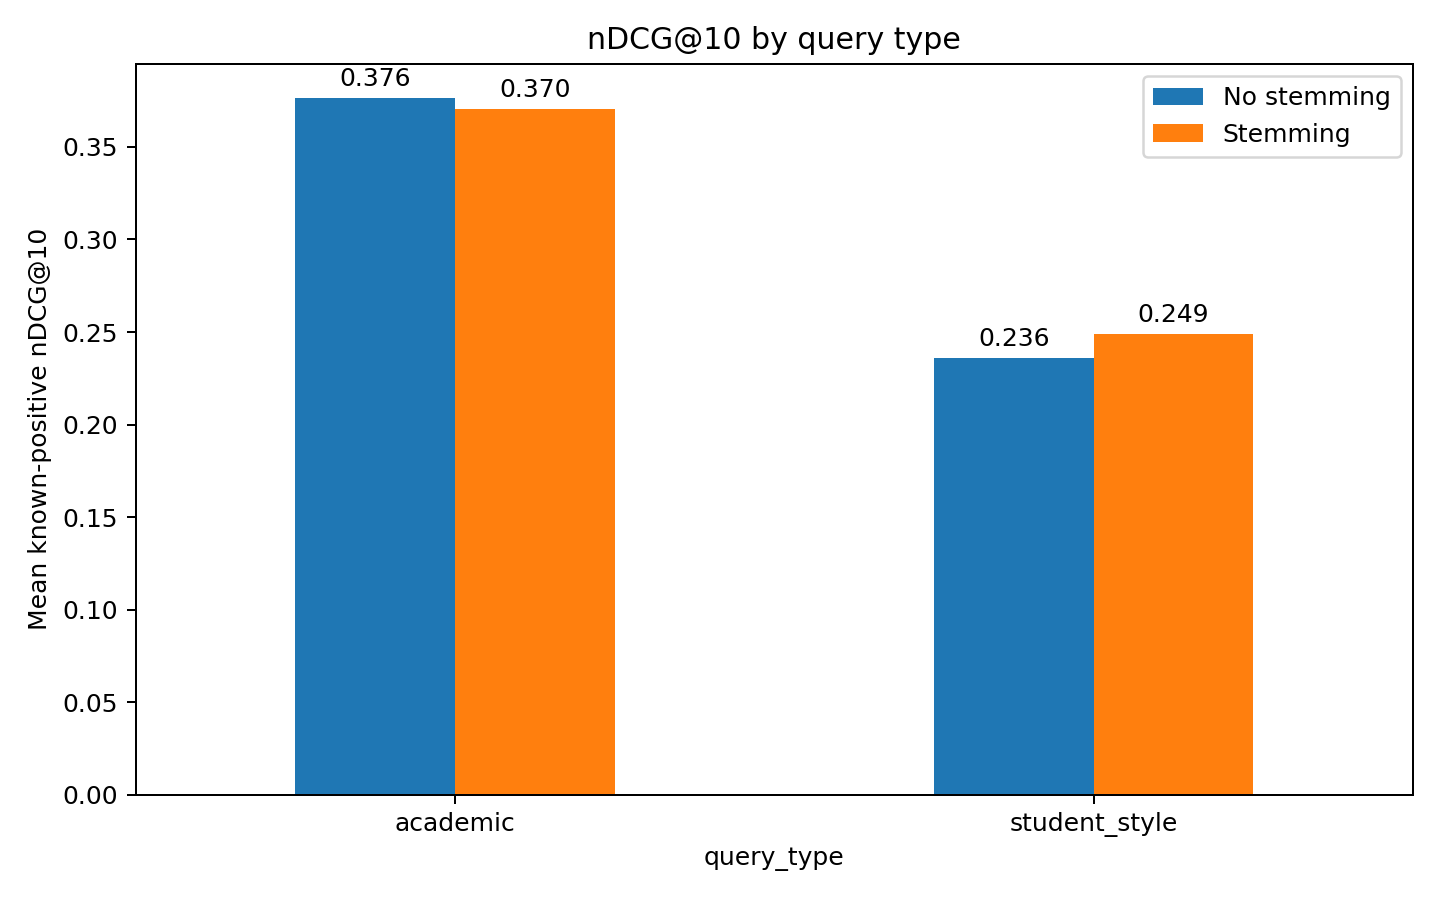 nDCG@10 by query type
0.376
0.370
0.236
0.249
No stemming
Stemming
Mean known-positive nDCG@10
0.35
0.30
0.25
0.20
0.15
0.10
0.05
0.00
academic
student_style
query_type